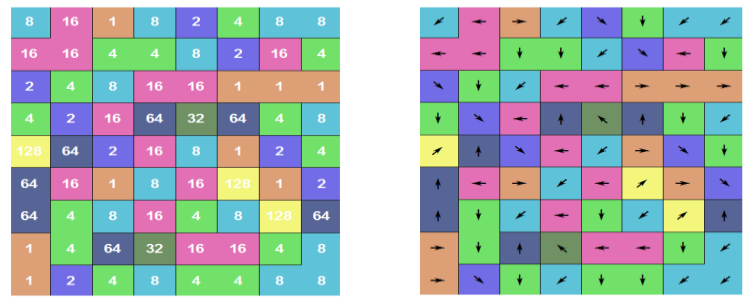 8 16 1 8 2 4 8 8
16 16 4 4 8 2 16 4
2 4 8 16 16 1 1 1
4 2 16 64 32 64 4 8
128 64 2 16 8 1 2 4
64 16 1 8 16 128 1 2
64 4 8 16 4 8 128 64
1 4 64 32 16 16 4 8
1 2 4 8 4 4 8 8